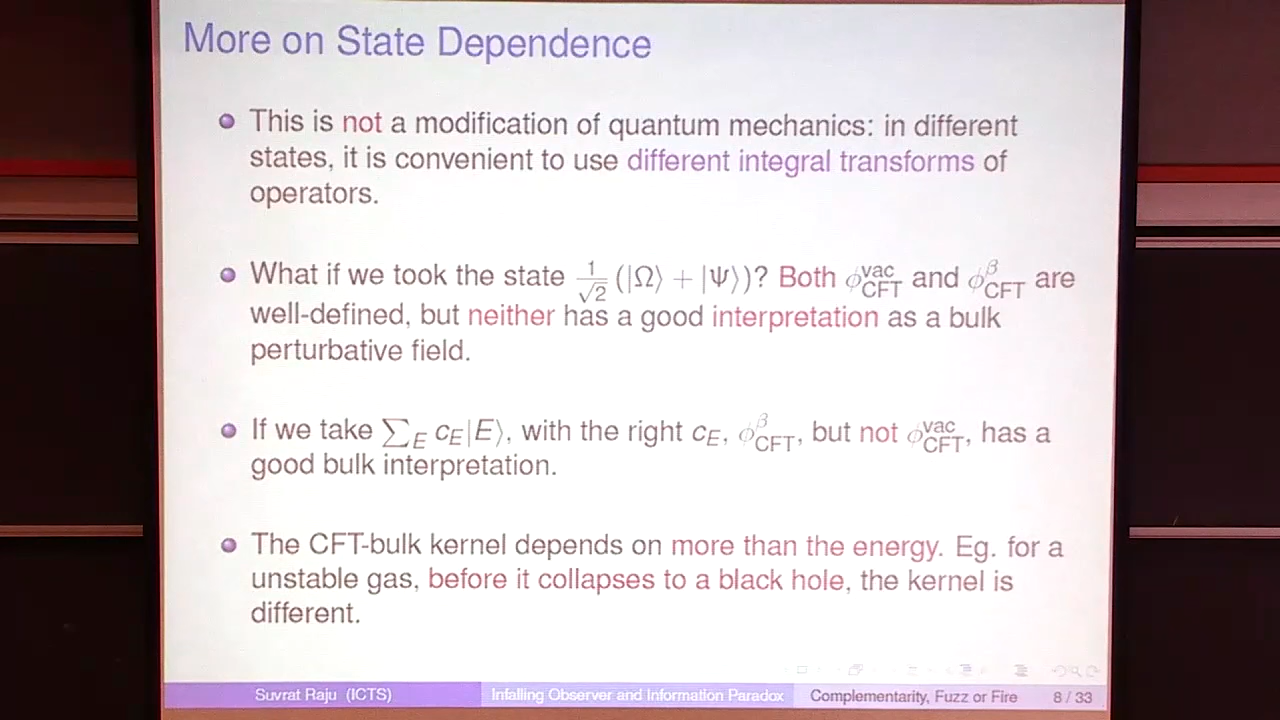 More on State Dependence
This is not a modification of quantum mechanics: in different
states, it is convenient to use different integral transforms of
operators.
What if we took the state 1/√2 (|Ω⟩ + |Ψ⟩)? Both ϕ^vac_CFT and ϕ^β_CFT are
well-defined, but neither has a good interpretation as a bulk
perturbative field.
If we take ∑_E c_E|E⟩, with the right c_E, ϕ^β_CFT, but not ϕ^vac_CFT, has a
good bulk interpretation.
The CFT-bulk kernel depends on more than the energy. Eg. for a
unstable gas, before it collapses to a black hole, the kernel is
different.
Suvrat Raju (ICTS) Infalling Observer and Information Paradox Complementarity, Fuzz or Fire 8 / 33